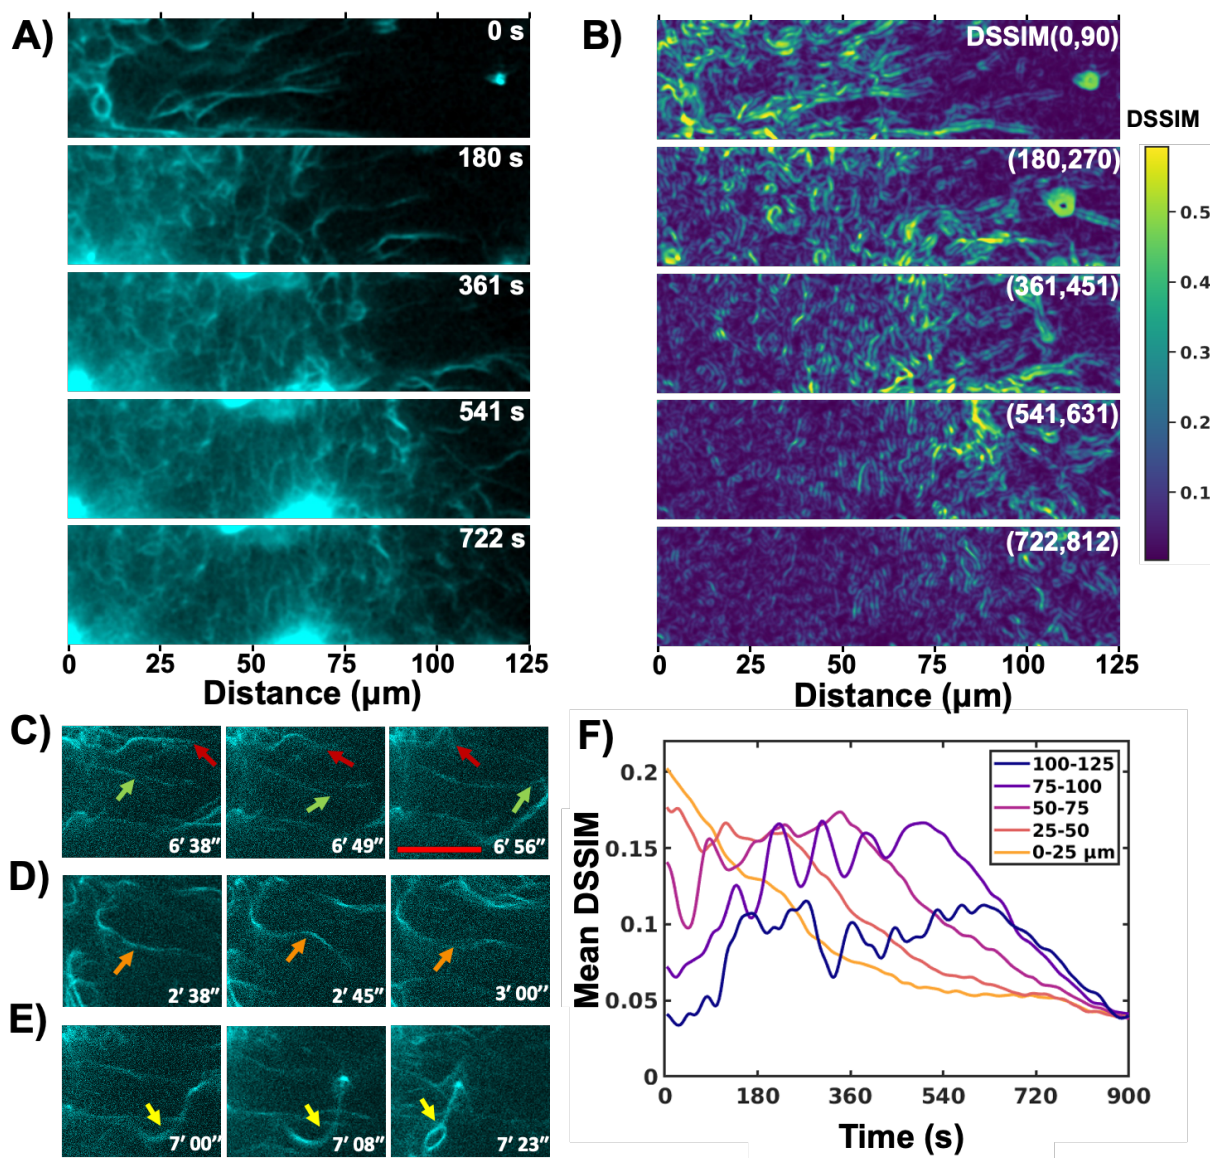 A)
0 s
180 s
361 s
541 s
722 s
0 25 50 75 100 125
Distance (µm)
B)
DSSIM(0,90)
(180,270)
(361,451)
(541,631)
(722,812)
0 25 50 75 100 125
Distance (µm)
DSSIM
0.5
0.4
0.3
0.2
0.1
C)
6′ 38″
6′ 49″
6′ 56″
D)
2′ 38″
2′ 45″
3′ 00″
E)
7′ 00″
7′ 08″
7′ 23″
F)
Mean DSSIM
0.2
0.15
0.1
0.05
0
100-125
75-100
50-75
25-50
0-25 µm
0 180 360 540 720 900
Time (s)